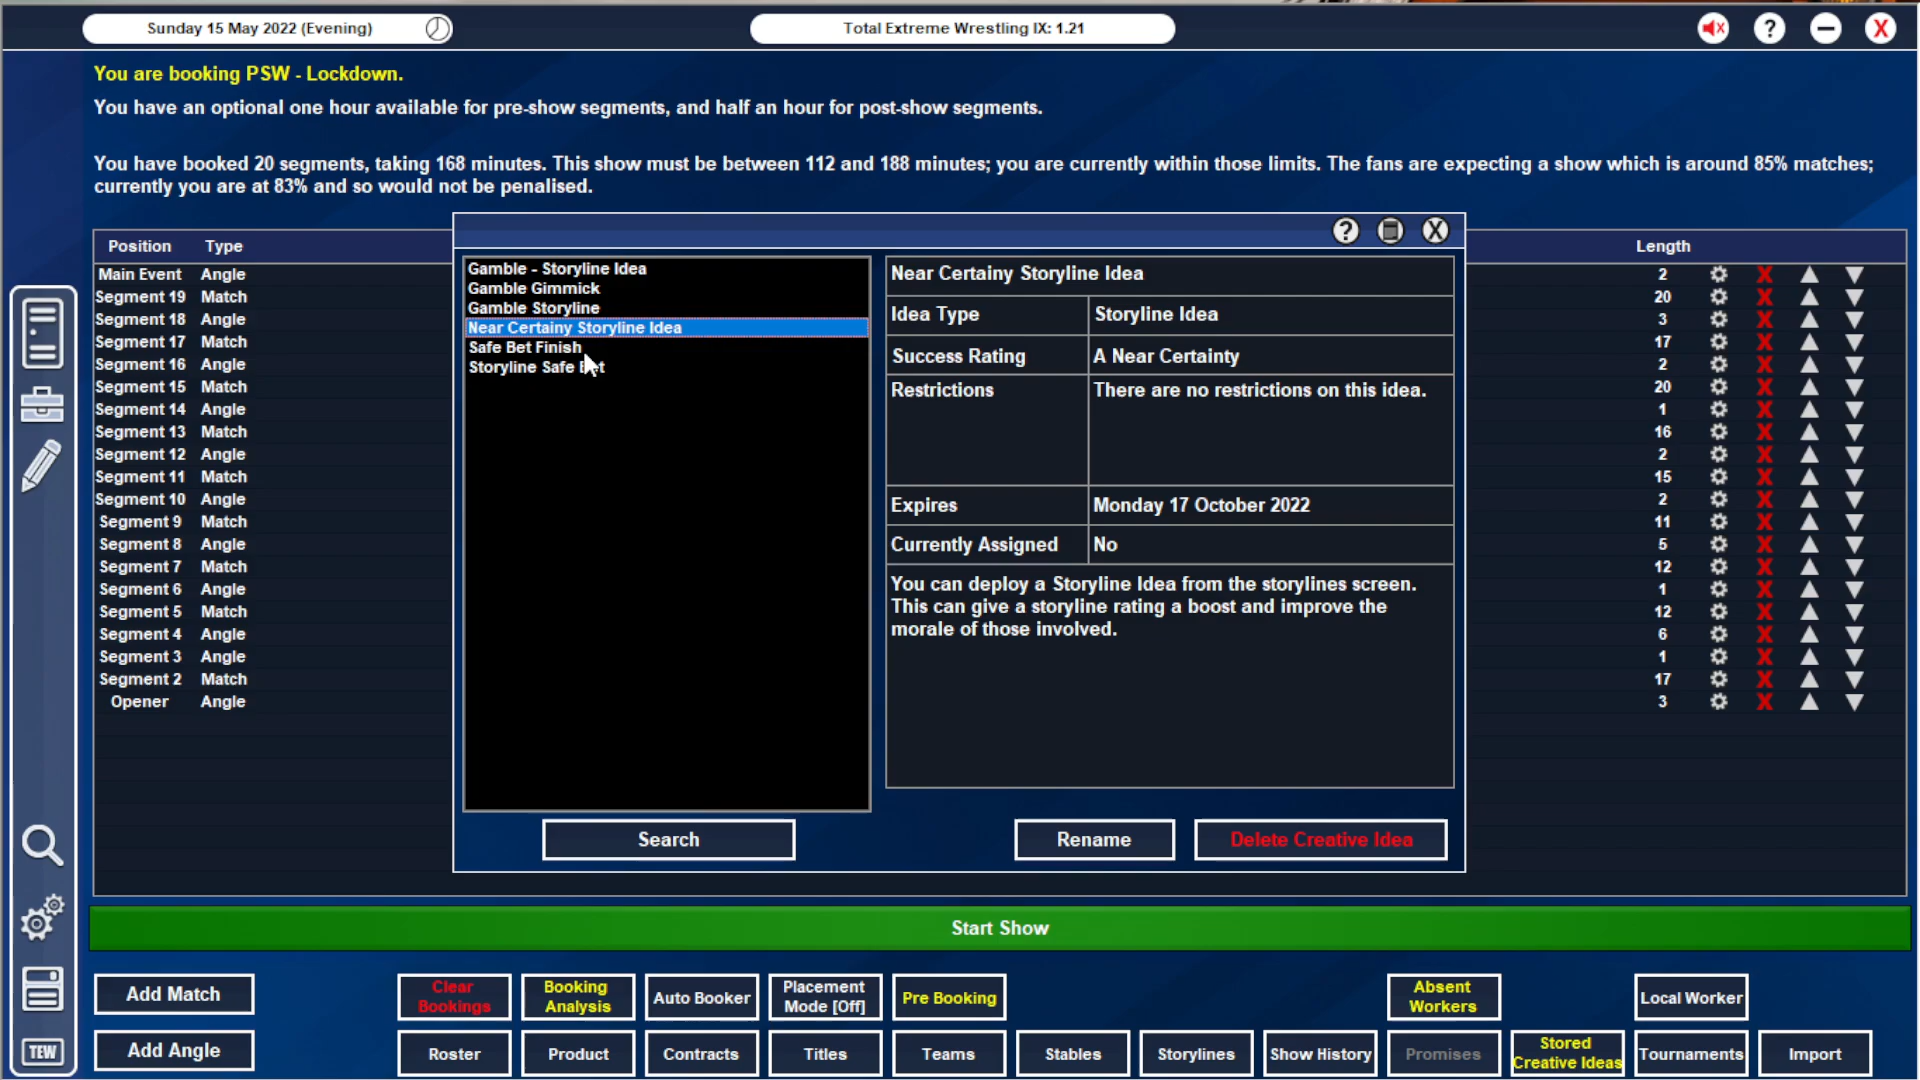 Sunday 15 May 2022 (Evening)
Total Extreme Wrestling IX: 1.21
?
X
You are booking PSW - Lockdown.
You have an optional one hour available for pre-show segments, and half an hour for post-show segments.
You have booked 20 segments, taking 168 minutes. This show must be between 112 and 188 minutes; you are currently within those limits. The fans are expecting a show which is around 85% matches;
currently you are at 83% and so would not be penalised.
Position Type Length
Main Event Angle 2 X
Segment 19 Match 20 X
Segment 18 Angle 3 X
Segment 17 Match 17 X
Segment 16 Angle 2 X
Segment 15 Match 20 X
Segment 14 Angle 1 X
Segment 13 Match 16 X
Segment 12 Angle 2 X
Segment 11 Match 15 X
Segment 10 Angle 2 X
Segment 9 Match 11 X
Segment 8 Angle 5 X
Segment 7 Match 12 X
Segment 6 Angle 1 X
Segment 5 Match 12 X
Segment 4 Angle 6 X
Segment 3 Angle 1 X
Segment 2 Match 17 X
Opener Angle 3 X
? X
Gamble - Storyline Idea
Gamble Gimmick
Gamble Storyline
Near Certainy Storyline Idea
Safe Bet Finish
Storyline Safe Bet
Near Certainy Storyline Idea
Idea Type Storyline Idea
Success Rating A Near Certainty
Restrictions There are no restrictions on this idea.
Expires Monday 17 October 2022
Currently Assigned No
You can deploy a Storyline Idea from the storylines screen.
This can give a storyline rating a boost and improve the
morale of those involved.
Search
Rename
Delete Creative Idea
Start Show
Add Match
Clear
Bookings
Booking
Analysis
Auto Booker
Placement
Mode [Off]
Pre Booking
Absent
Workers
Local Worker
TEW
Add Angle
Roster
Product
Contracts
Titles
Teams
Stables
Storylines
Show History
Promises
Stored
Creative Ideas
Tournaments
Import